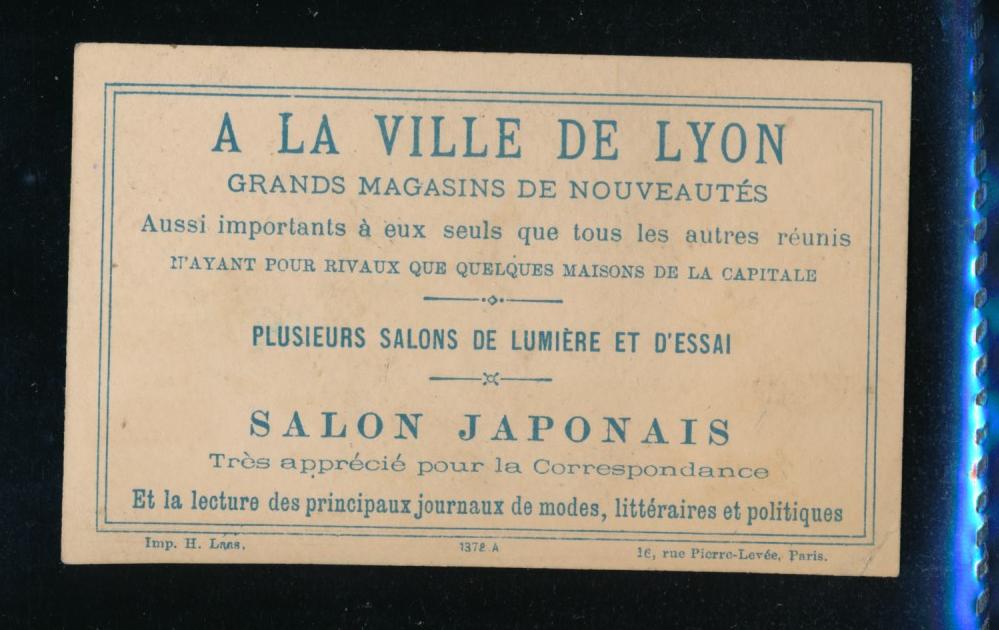 A LA VILLE DE LYON
GRANDS MAGASINS DE NOUVEAUTÉS
Aussi importants à eux seuls que tous les autres réunis
N'AYANT POUR RIVAUX QUE QUELQUES MAISONS DE LA CAPITALE
PLUSIEURS SALONS DE LUMIÈRE ET D'ESSAI
SALON JAPONAIS
Très apprécié pour la Correspondance
Et la lecture des principaux journaux de modes, littéraires et politiques
Imp. H. Laas. 1378 A 16, rue Pierre-Levée, Paris.